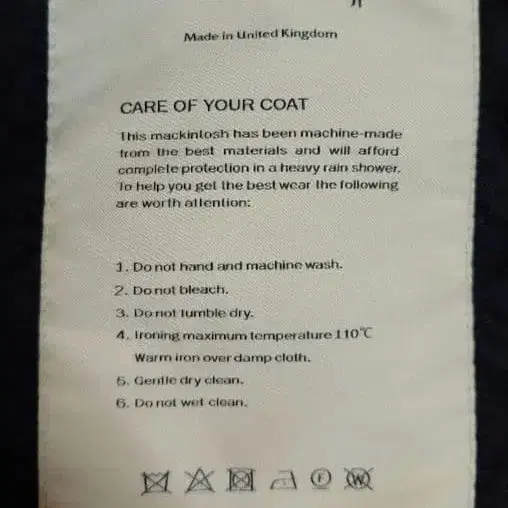 Made in United Kingdom
CARE OF YOUR COAT
This mackintosh has been machine-made
from the best materials and will afford
complete protection in a heavy rain shower.
To help you get the best wear the following
are worth attention:
1. Do not hand and machine wash.
2. Do not bleach.
3. Do not tumble dry.
4. Ironing maximum temperature 110℃
Warm iron over damp cloth.
5. Gentle dry clean.
6. Do not wet clean.
F W